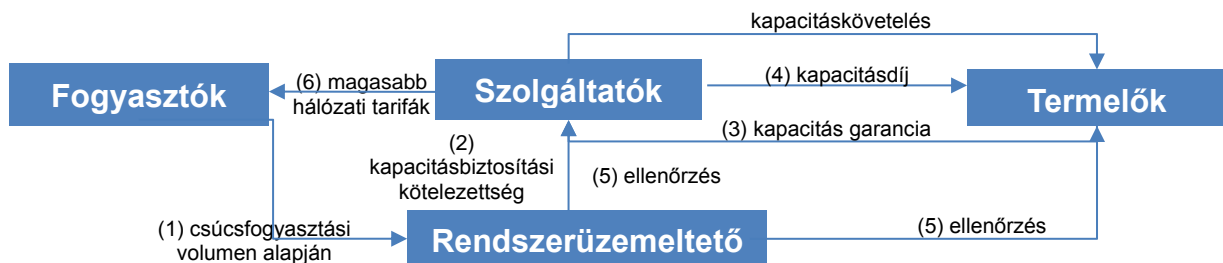 kapacitáskövetelés
Fogyasztók
(6) magasabb
hálózati tarifák
Szolgáltatók
(4) kapacitásdíj
Termelők
(3) kapacitás garancia
(2)
kapacitásbiztosítási
kötelezettség
(5) ellenőrzés
(1) csúcsfogyasztási
volumen alapján
Rendszerüzemeltető
(5) ellenőrzés